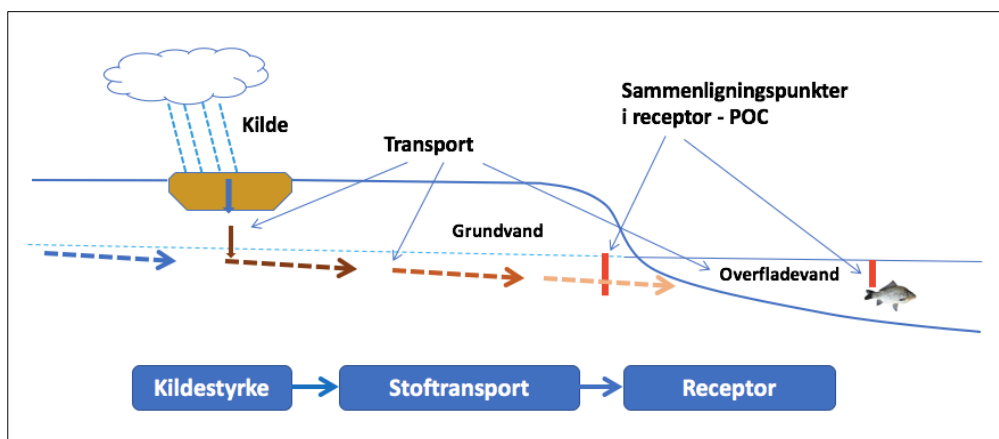 Kilde
Transport
Sammenligningspunkter
i receptor - POC
Grundvand
Overfladevand
Kildestyrke
Stoftransport
Receptor